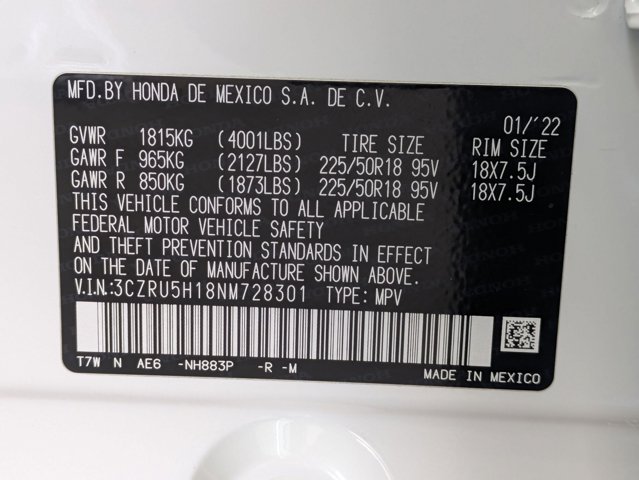 MFD.BY HONDA DE MEXICO S.A. DE C.V.
01/'22
GVWR 1815KG (4001LBS) TIRE SIZE RIM SIZE
GAWR F 965KG (2127LBS) 225/50R18 95V 18X7.5J
GAWR R 850KG (1873LBS) 225/50R18 95V 18X7.5J
THIS VEHICLE CONFORMS TO ALL APPLICABLE
FEDERAL MOTOR VEHICLE SAFETY
AND THEFT PREVENTION STANDARDS IN EFFECT
ON THE DATE OF MANUFACTURE SHOWN ABOVE.
V.IN:3CZRU5H18NM728301 TYPE: MPV
T7W N AE6 -NH883P -R -M
MADE IN MEXICO